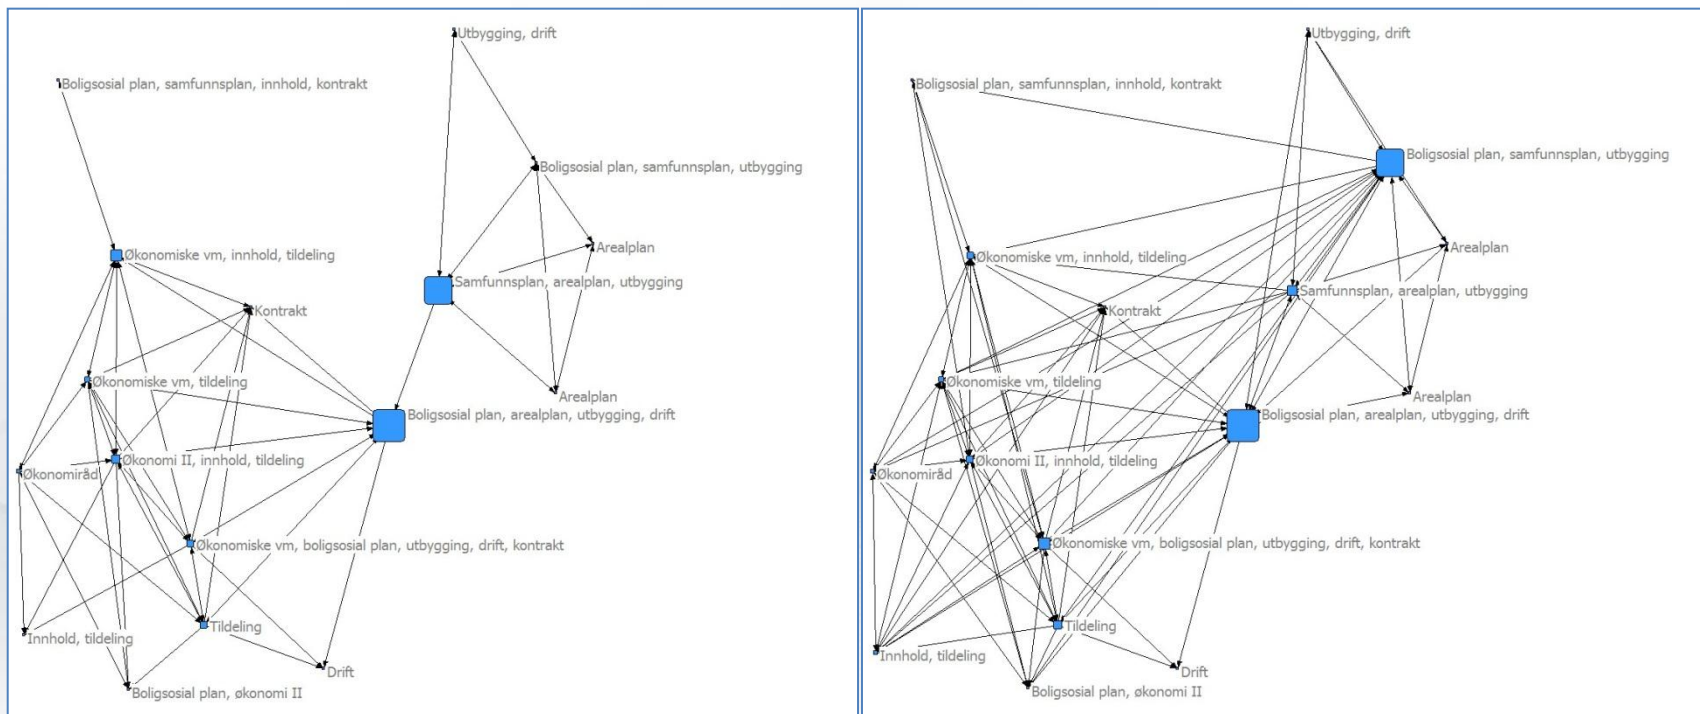 Utbygging, drift
Boligsosial plan, samfunnsplan, innhold, kontrakt
Boligsosial plan, samfunnsplan, utbygging
Arealplan
Økonomiske vm, innhold, tildeling
Samfunnsplan, arealplan, utbygging
Kontrakt
Økonomiske vm, tildeling
Arealplan
Boligsosial plan, arealplan, utbygging, drift
Økonomi II, innhold, tildeling
Økonomiråd
Økonomiske vm, boligsosial plan, utbygging, drift, kontrakt
Tildeling
Innhold, tildeling
Drift
Boligsosial plan, økonomi II
Utbygging, drift
Boligsosial plan, samfunnsplan, innhold, kontrakt
Boligsosial plan, samfunnsplan, utbygging
Arealplan
Økonomiske vm, innhold, tildeling
Samfunnsplan, arealplan, utbygging
Kontrakt
Økonomiske vm, tildeling
Arealplan
Boligsosial plan, arealplan, utbygging, drift
Økonomi II, innhold, tildeling
Økonomiråd
Økonomiske vm, boligsosial plan, utbygging, drift, kontrakt
Tildeling
Innhold, tildeling
Drift
Boligsosial plan, økonomi II